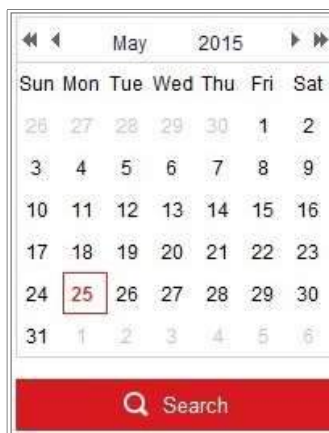 May 2015
Sun Mon Tue Wed Thu Fri Sat
26 27 28 29 30 1 2
3 4 5 6 7 8 9
10 11 12 13 14 15 16
17 18 19 20 21 22 23
24 25 26 27 28 29 30
31 1 2 3 4 5 6
Search